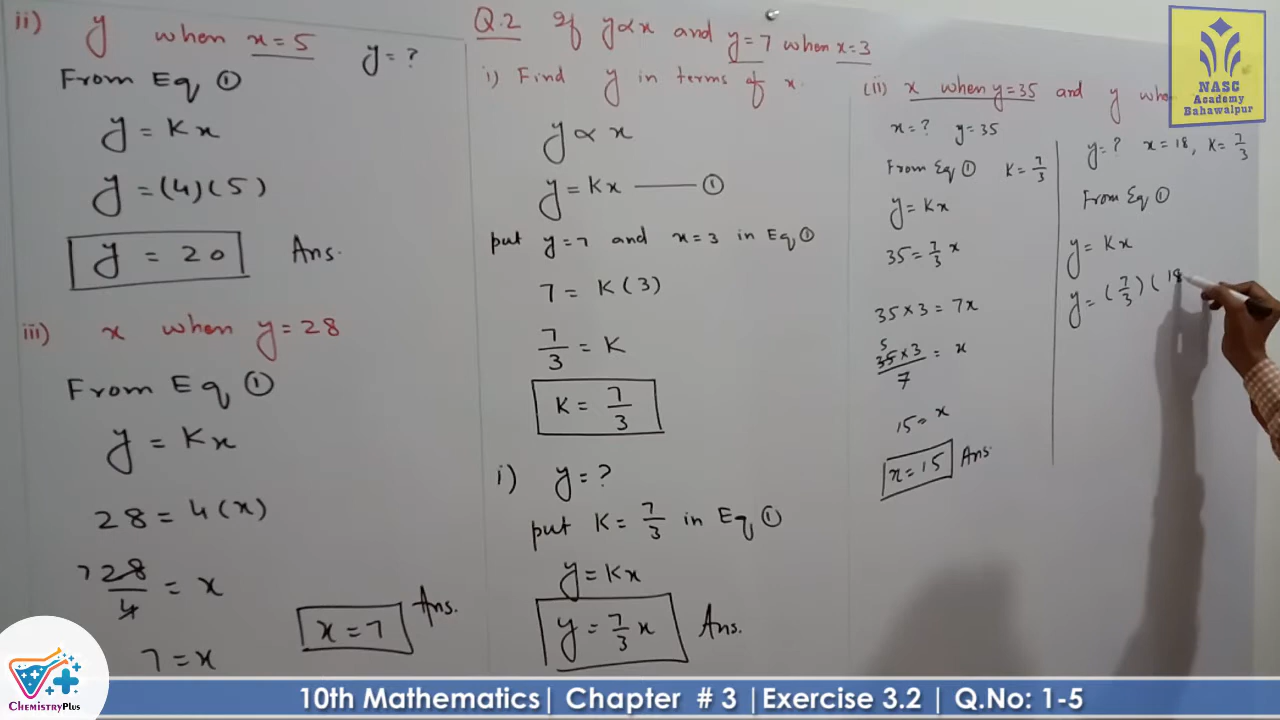 ii) y when x=5 y=?
From Eq ①
y = Kx
y = (4)(5)
y = 20 Ans.
iii) x when y=28
From Eq ①
y = Kx
28 = 4(x)
7 28/4 = x
7 = x
x = 7 Ans.
Q.2 If y∝x and y=7 when x=3
i) Find y in terms of x.
y ∝ x
y = Kx —— ①
put y=7 and x=3 in Eq ①
7 = K(3)
7/3 = K
K = 7/3
i) y = ?
put K = 7/3 in Eq ①
y = Kx
y = 7/3 x Ans.
(ii) x when y=35 and y
x=? y=35
From Eq ① K=7/3
y = Kx
35 = 7/3 x
35×3 = 7x
5 35×3/7 = x
15 = x
x = 15 Ans.
y=? x=18, K=7/3
From Eq ①
y = Kx
y = (7/3)(18
NASC
Academy
Bahawalpur
ChemistryPlus
10th Mathematics| Chapter # 3 |Exercise 3.2 | Q.No: 1-5